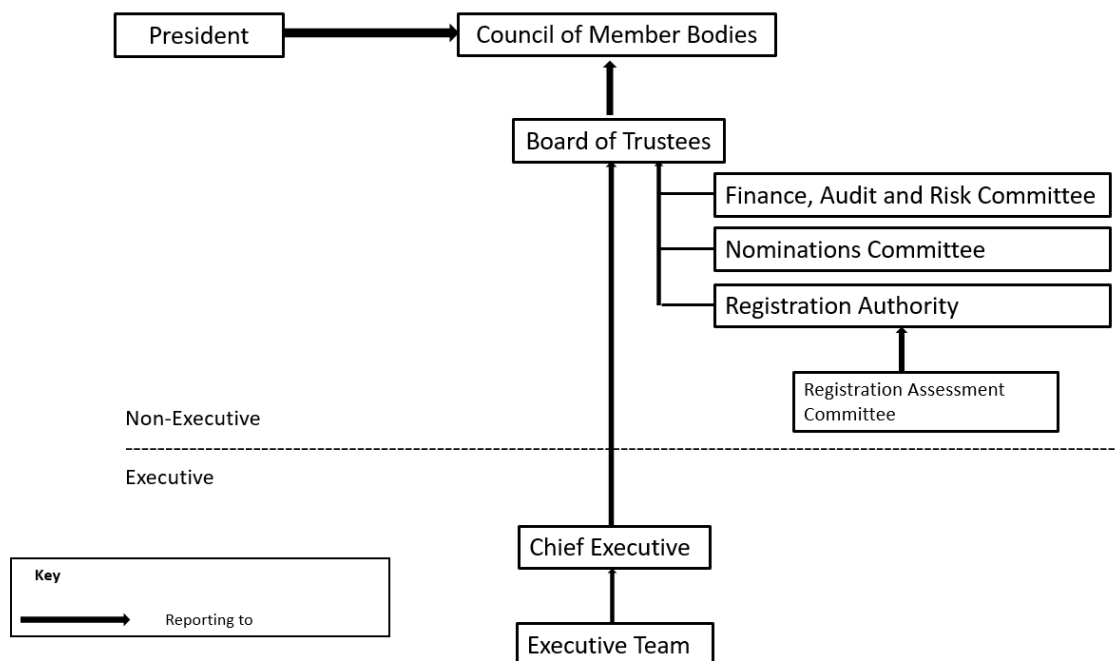 President
Council of Member Bodies
Board of Trustees
Finance, Audit and Risk Committee
Nominations Committee
Registration Authority
Registration Assessment
Committee
Non-Executive
Executive
Chief Executive
Key
Reporting to
Executive Team